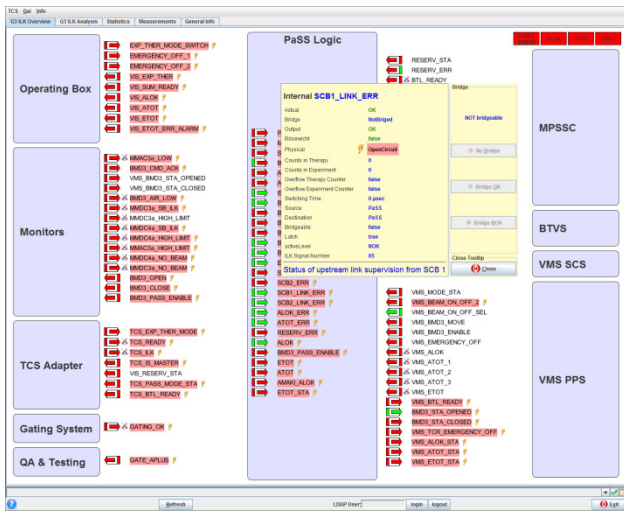 TCS Gui Info
G3 ILK Overview G3 ILK Analysis Statistics Measurements General Info
Operating Box
EXP_THER_MODE_SWITCH
EMERGENCY_OFF_1
EMERGENCY_OFF_2
VIS_EXP_THER
VIS_SUM_READY
VIS_ALOK
VIS_ATOT
VIS_ETOT
VIS_ETOT_ERR_ALARM
Monitors
MMAC3a_LOW
BMD3_CMD_ACK
VMS_BMD3_STA_OPENED
VMS_BMD3_STA_CLOSED
BMD3_AIR_LOW
MMDC3a_SB_ILK
MMDC3a_HIGH_LIMIT
MMDC4a_SB_ILK
MMDC4a_HIGH_LIMIT
MMAC3a_HIGH_LIMIT
MMDC4a_NO_BEAM
MMDC3a_NO_BEAM
BMD3_OPEN
BMD3_CLOSE
BMD3_PASS_ENABLE
TCS Adapter
TCS_EXP_THER_MODE
TCS_READY
TCS_ILK
TCS_IS_MASTER
VIS_RESERV_STA
TCS_PASS_MODE_STA
TCS_BTL_READY
Gating System
GATING_OK
QA & Testing
GATE_APLUS
PaSS Logic
SCB2_ERR
SCB1_LINK_ERR
SCB2_LINK_ERR
ALOK_ERR
ATOT_ERR
RESERV_ERR
ALOK
BMD3_PASS_ENABLE
ETOT
ATOT
AMAKI_ALOK
ETOT_STA
RESERV_STA
RESERV_ERR
BTL_READY
Internal SCB1_LINK_ERR
Actual OK
Bridge NotBriged
Output OK
Bösewicht false
Physical OpenCircuit
Counts in Therapy 0
Counts in Experiment 0
Overflow Therapy Counter false
Overflow Experiment Counter false
Switching Time 0 µsec
Source PaSS
Destination PaSS
Bridgeable false
Latch true
activeLevel NOK
ILK Signal Number 85
Status of upstream link supervision from SCB 1
Bridge
NOT bridgeable
No Bridge
Bridge OK
Bridge NOK
Close Tooltip
Close
VMS_MODE_STA
VMS_BEAM_ON_OFF_2
VMS_BEAM_ON_OFF_SEL
VMS_BMD3_MOVE
VMS_BMD3_ENABLE
VMS_EMERGENCY_OFF
VMS_ALOK
VMS_ATOT_1
VMS_ATOT_2
VMS_ATOT_3
VMS_ETOT
VMS_BTL_READY
BMD3_STA_OPENED
BMD3_STA_CLOSED
VMS_TCR_EMERGENCY_OFF
VMS_ALOK_STA
VMS_ATOT_STA
VMS_ETOT_STA
MPSSC
BTVS
VMS SCS
VMS PPS
Refresh LDAP User: login logout Exit